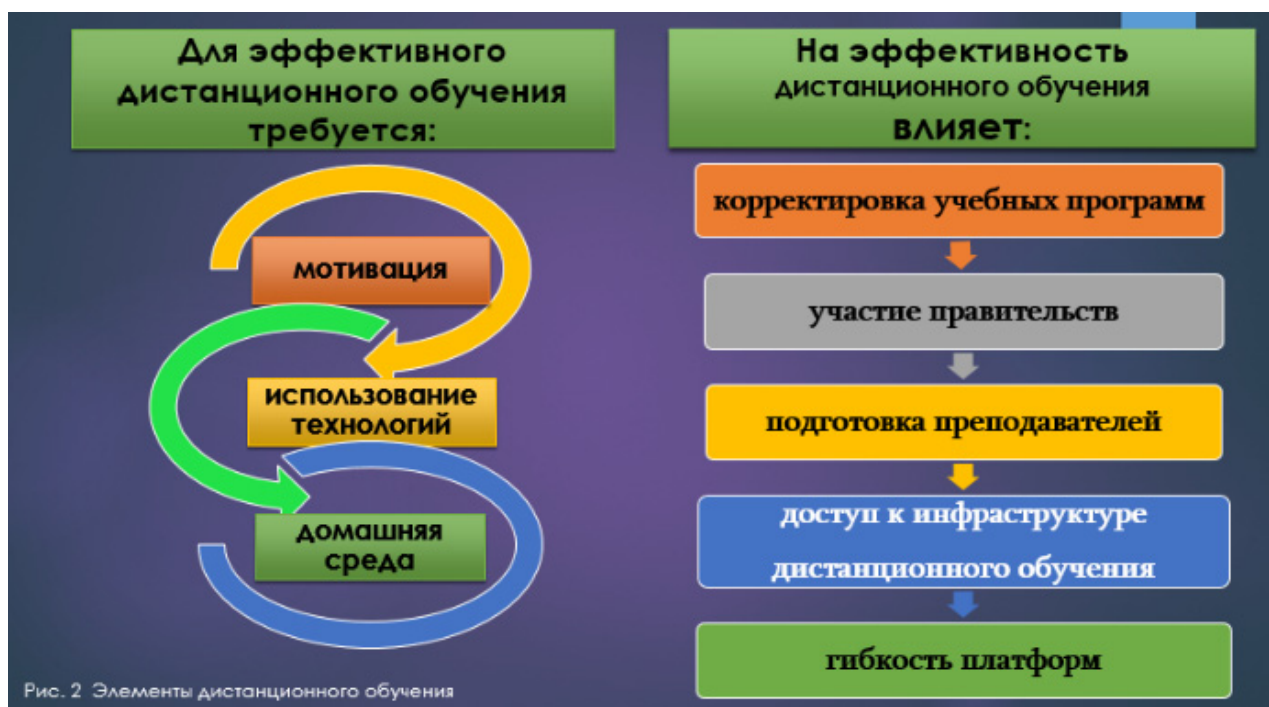 Для эффективного
дистанционного обучения
требуется:
мотивация
использование
технологий
домашняя
среда
На эффективность
дистанционного обучения
влияет:
корректировка учебных программ
участие правительств
подготовка преподавателей
доступ к инфраструктуре
дистанционного обучения
гибкость платформ
Рис. 2 Элементы дистанционного обучения